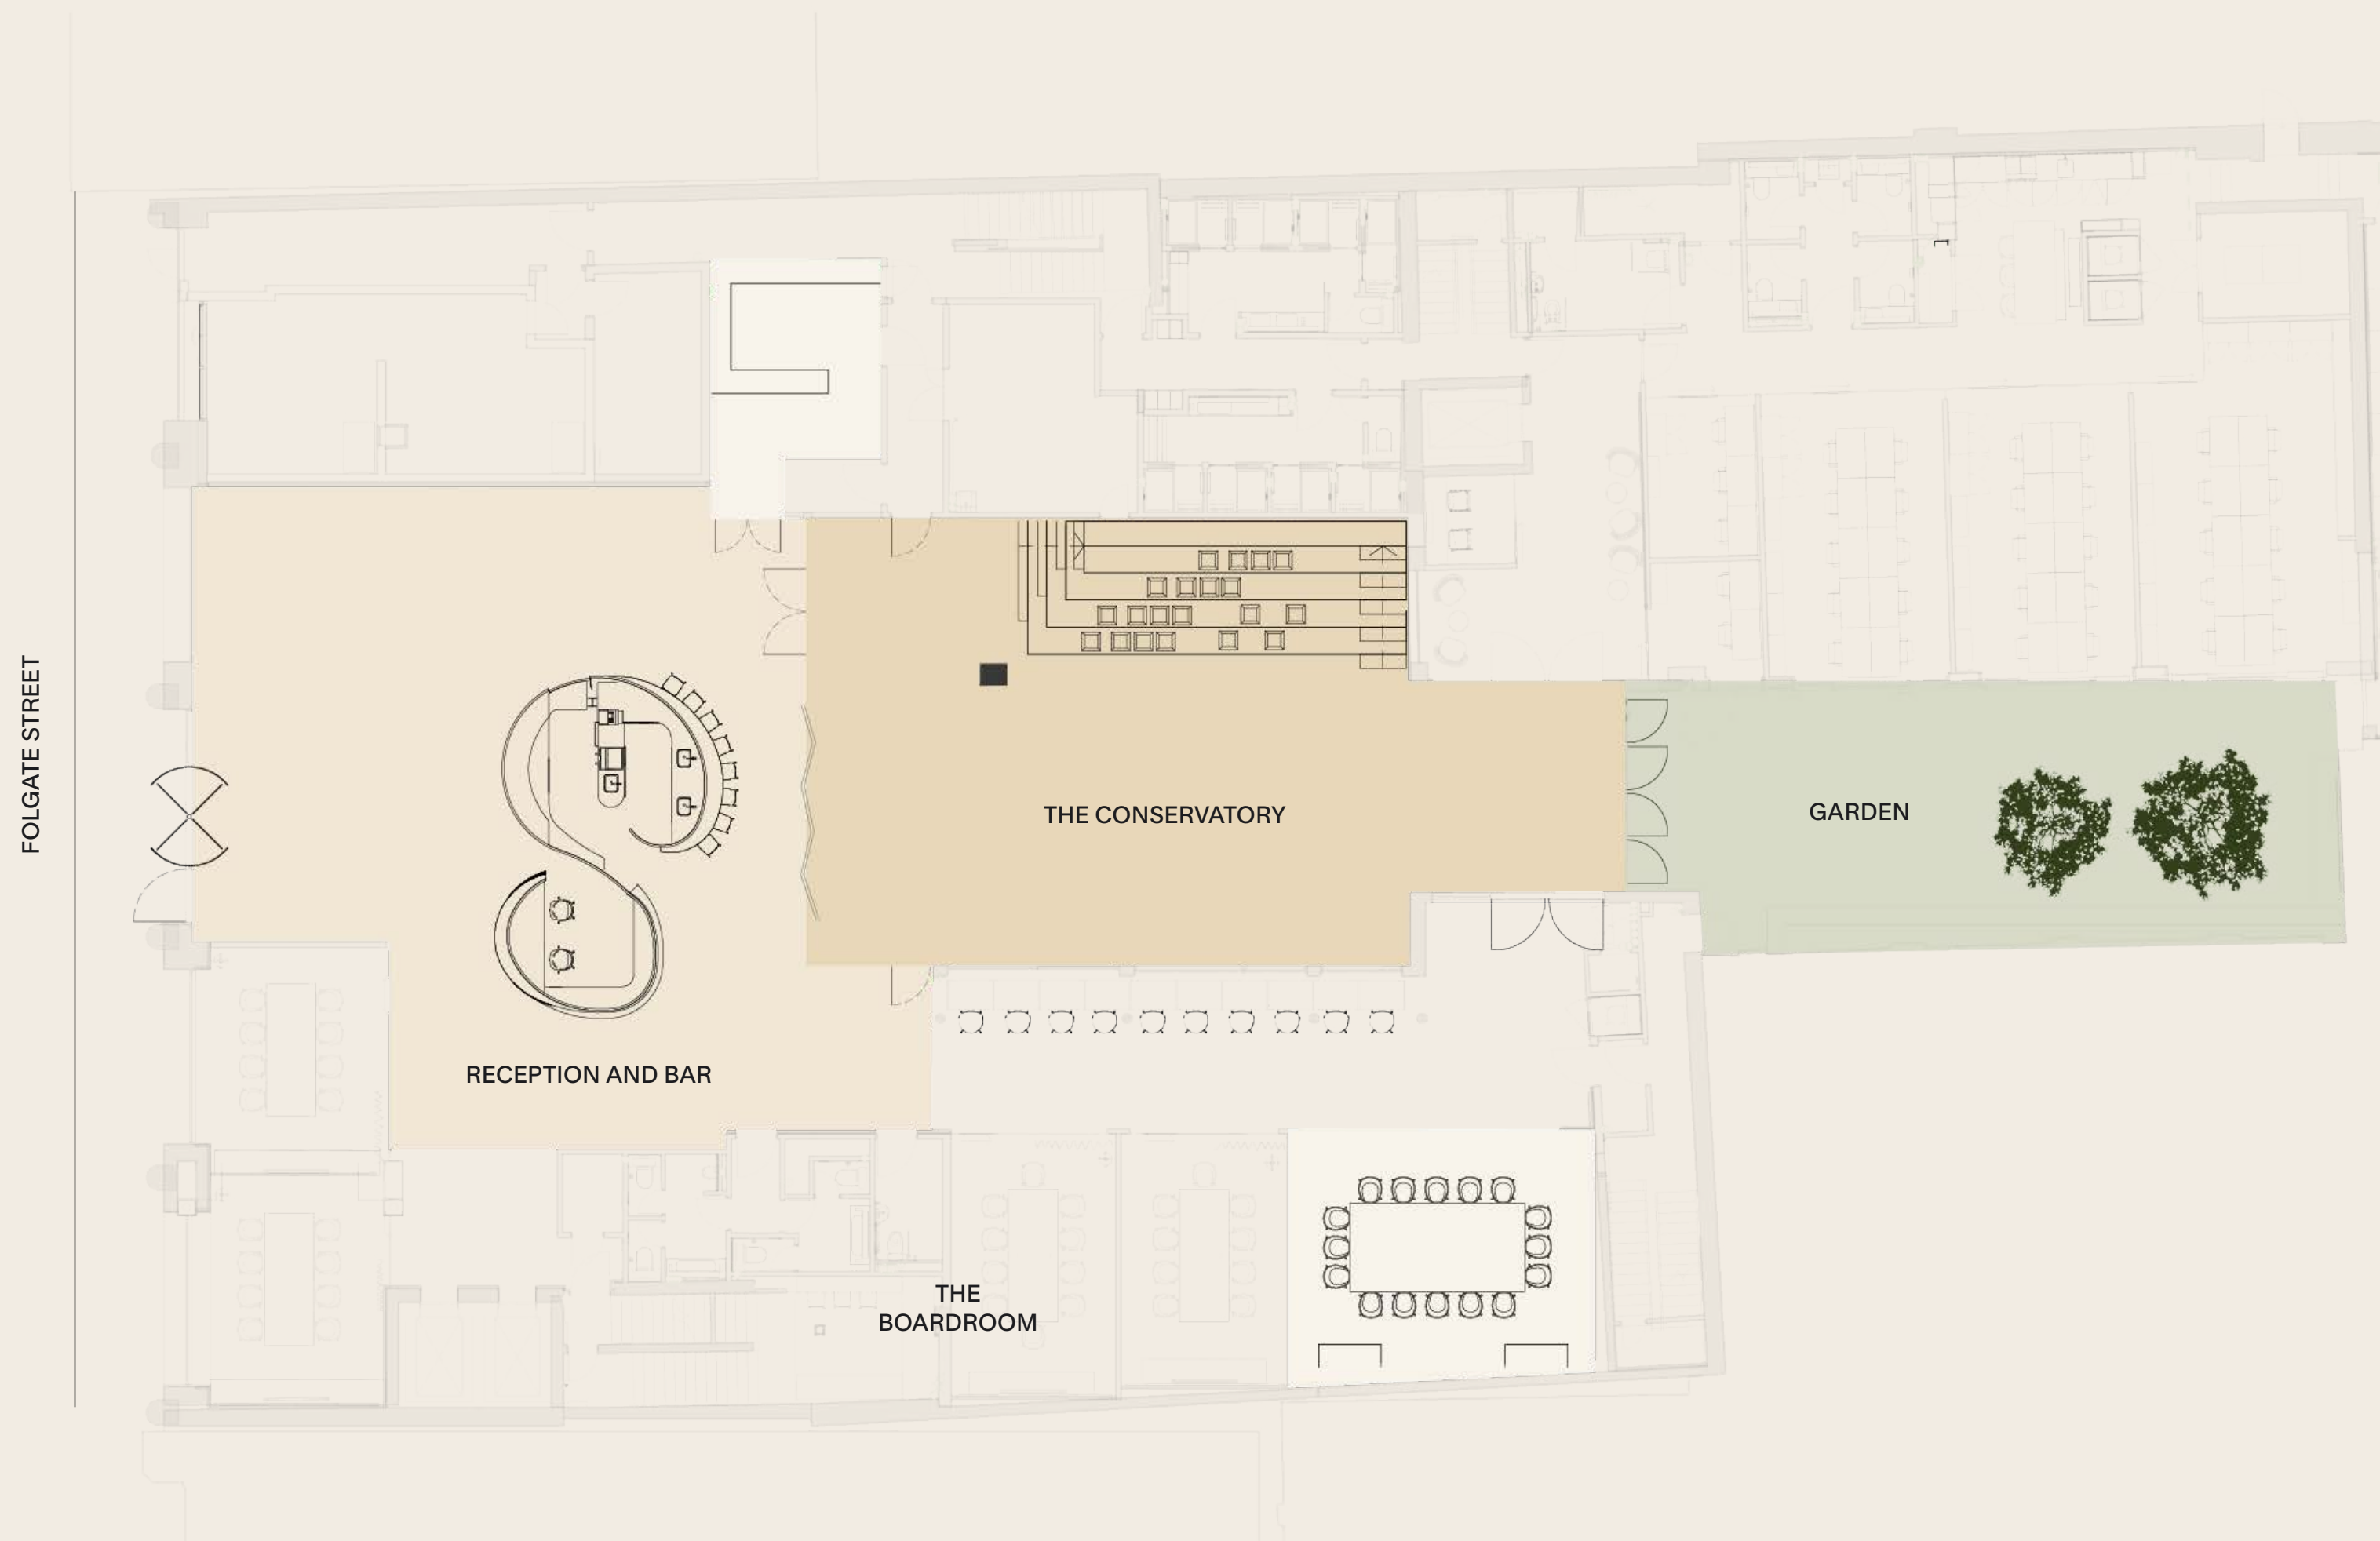 FOLGATE STREET
THE CONSERVATORY
GARDEN
RECEPTION AND BAR
THE
BOARDROOM